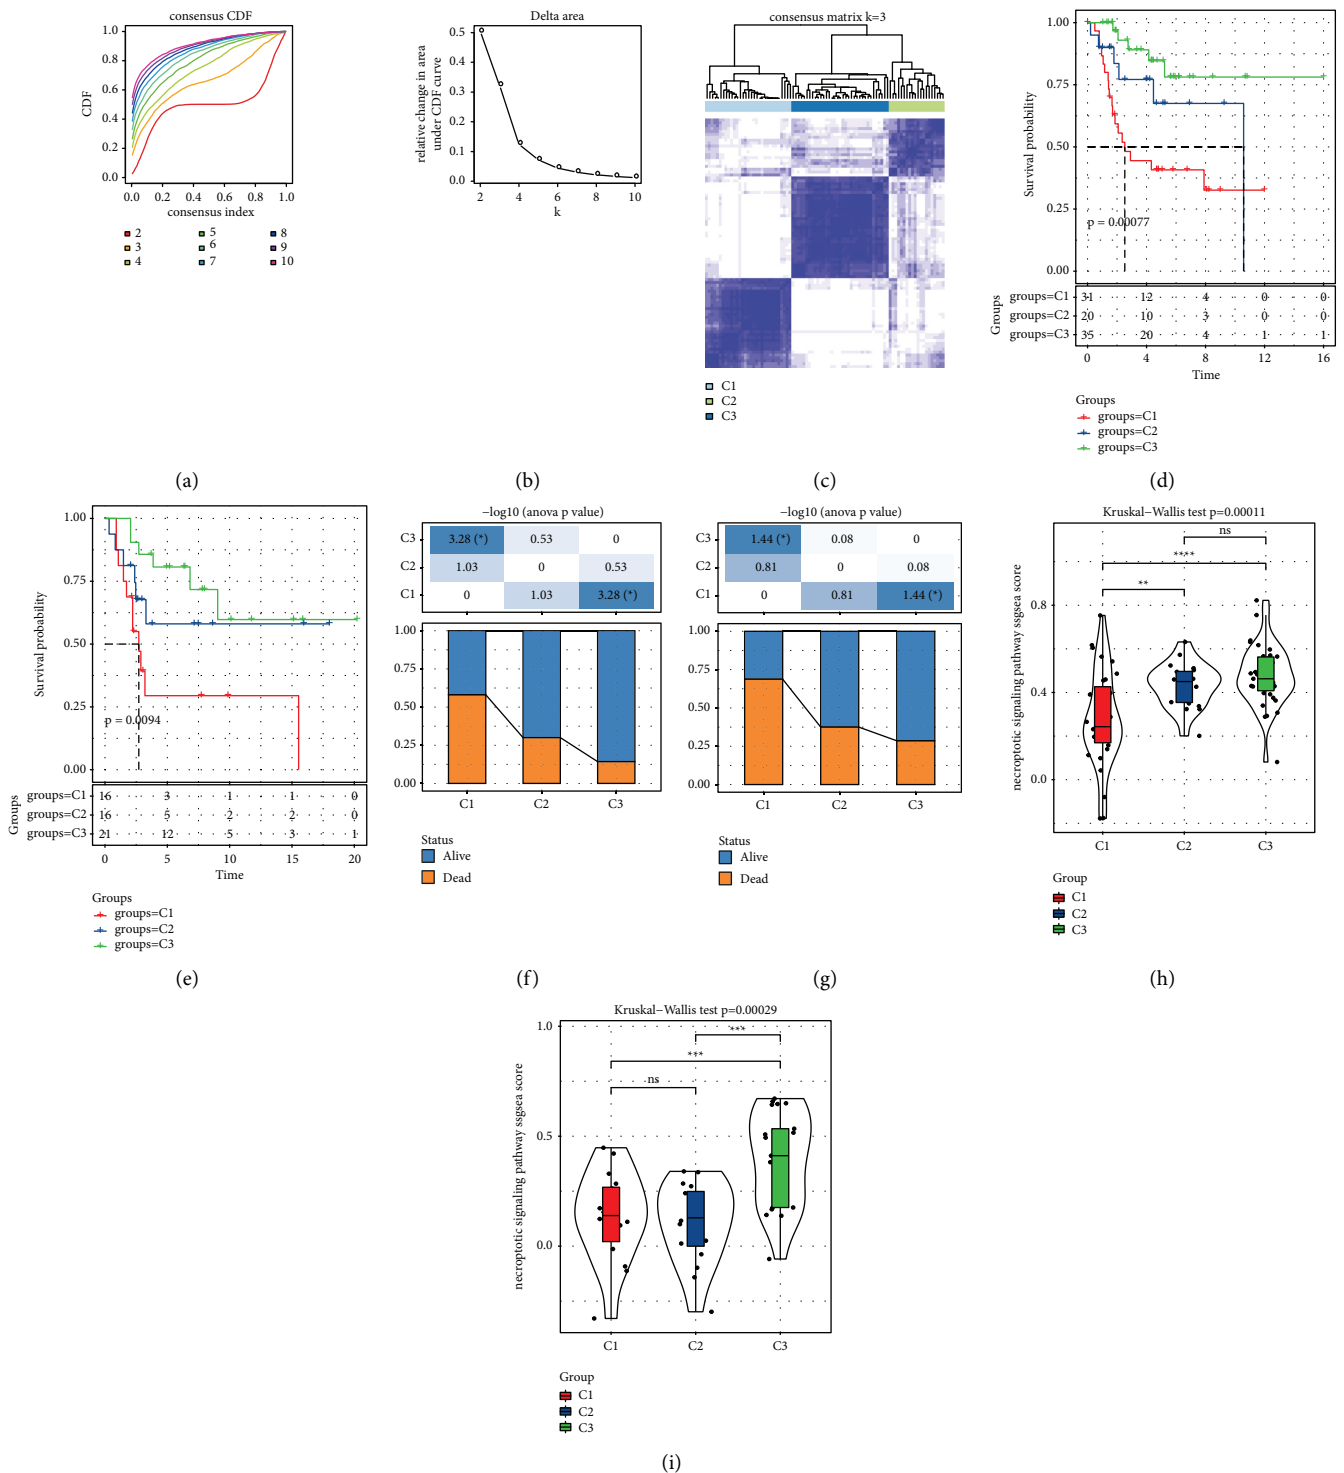 consensus CDF
CDF
1.0
0.8
0.6
0.4
0.2
0.0
0.0 0.2 0.4 0.6 0.8 1.0
consensus index
2 5 8
3 6 9
4 7 10
(a)
Delta area
relative change in area
under CDF curve
0.5
0.4
0.3
0.2
0.1
0.0
2 4 6 8 10
k
(b)
consensus matrix k=3
C1
C2
C3
(c)
Survival probability
1.00
0.75
0.50
0.25
0.00
p = 0.00077
Groups
groups=C1 31 12 4 0 0
groups=C2 20 10 3 0 0
groups=C3 35 20 4 1 1
0 4 8 12 16
Time
Groups
groups=C1
groups=C2
groups=C3
(d)
Survival probability
1.00
0.75
0.50
0.25
0.00
p = 0.0094
Groups
groups=C1 16 3 1 1 0
groups=C2 16 5 2 2 0
groups=C3 21 12 5 3 1
0 5 10 15 20
Time
Groups
groups=C1
groups=C2
groups=C3
(e)
−log10 (anova p value)
C3 3.28 (*) 0.53 0
C2 1.03 0 0.53
C1 0 1.03 3.28 (*)
1.00
0.75
0.50
0.25
0.00
C1 C2 C3
Status
Alive
Dead
(f)
−log10 (anova p value)
C3 1.44 (*) 0.08 0
C2 0.81 0 0.08
C1 0 0.81 1.44 (*)
1.00
0.75
0.50
0.25
0.00
C1 C2 C3
Status
Alive
Dead
(g)
Kruskal−Wallis test p=0.00011
ns
****
**
necroptotic signaling pathway ssgsea score
0.8
0.4
0.0
C1 C2 C3
Group
C1
C2
C3
(h)
Kruskal−Wallis test p=0.00029
***
***
ns
necroptotic signaling pathway ssgsea score
1.0
0.5
0.0
C1 C2 C3
Group
C1
C2
C3
(i)